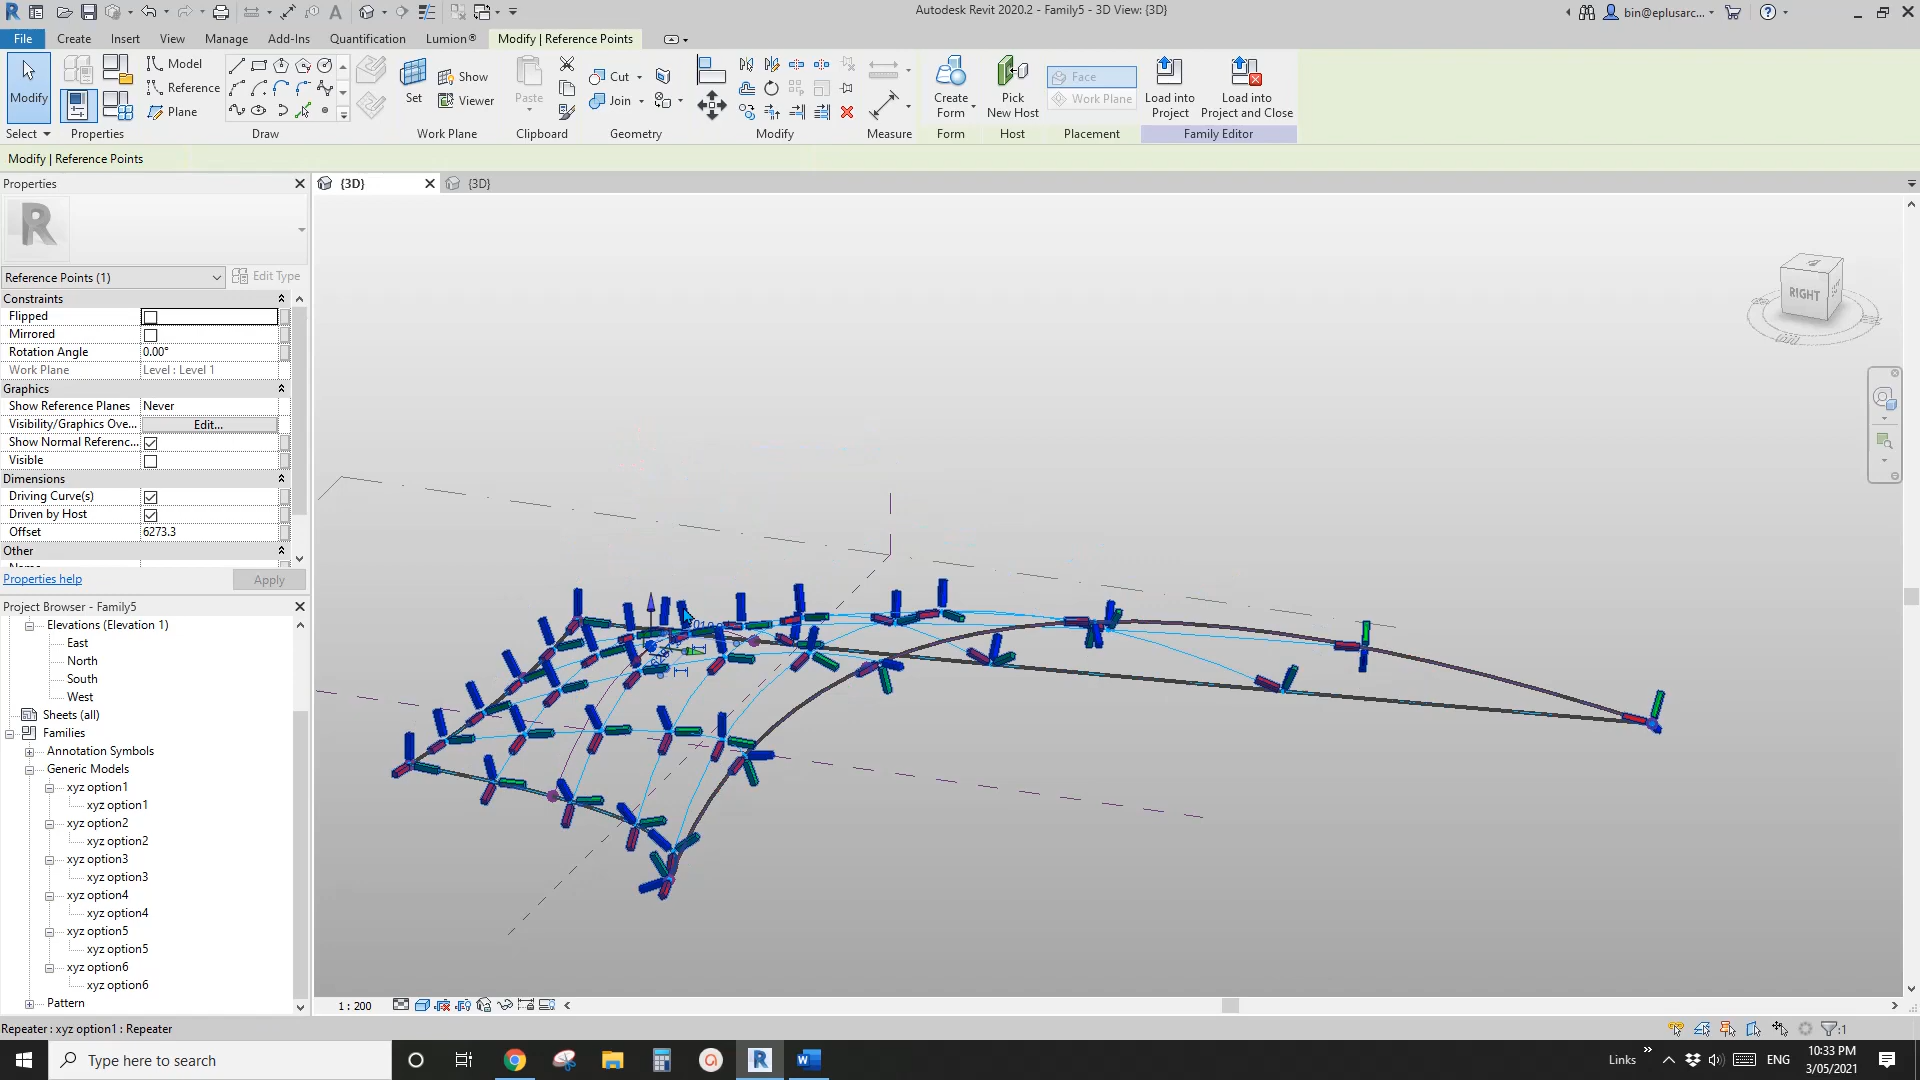 Autodesk Revit 2020.2 - Family5 - 3D View: {3D}
bin@eplusarc...
File
Create
Insert
View
Manage
Add-Ins
Quantification
Lumion®
Modify | Reference Points
Modify
Model
Reference
Plane
Set
Show
Viewer
Paste
Cut
Join
Create Form
Pick New Host
Face
Work Plane
Load into Project
Load into Project and Close
Select
Properties
Draw
Work Plane
Clipboard
Geometry
Modify
Measure
Form
Host
Placement
Family Editor
Modify | Reference Points
Properties
{3D}
{3D}
R
Reference Points (1)
Edit Type
Constraints
Flipped
Mirrored
Rotation Angle 0.00°
Work Plane Level : Level 1
Graphics
Show Reference Planes Never
Visibility/Graphics Ove... Edit...
Show Normal Referenc...
Visible
Dimensions
Driving Curve(s)
Driven by Host
Offset 6273.3
Other
Properties help
Apply
RIGHT
Project Browser - Family5
Elevations (Elevation 1)
East
North
South
West
Sheets (all)
Families
Annotation Symbols
Generic Models
xyz option1
xyz option1
xyz option2
xyz option2
xyz option3
xyz option3
xyz option4
xyz option4
xyz option5
xyz option5
xyz option6
xyz option6
Pattern
1 : 200
Repeater : xyz option1 : Repeater
:1
Type here to search
Links
ENG
10:33 PM
3/05/2021